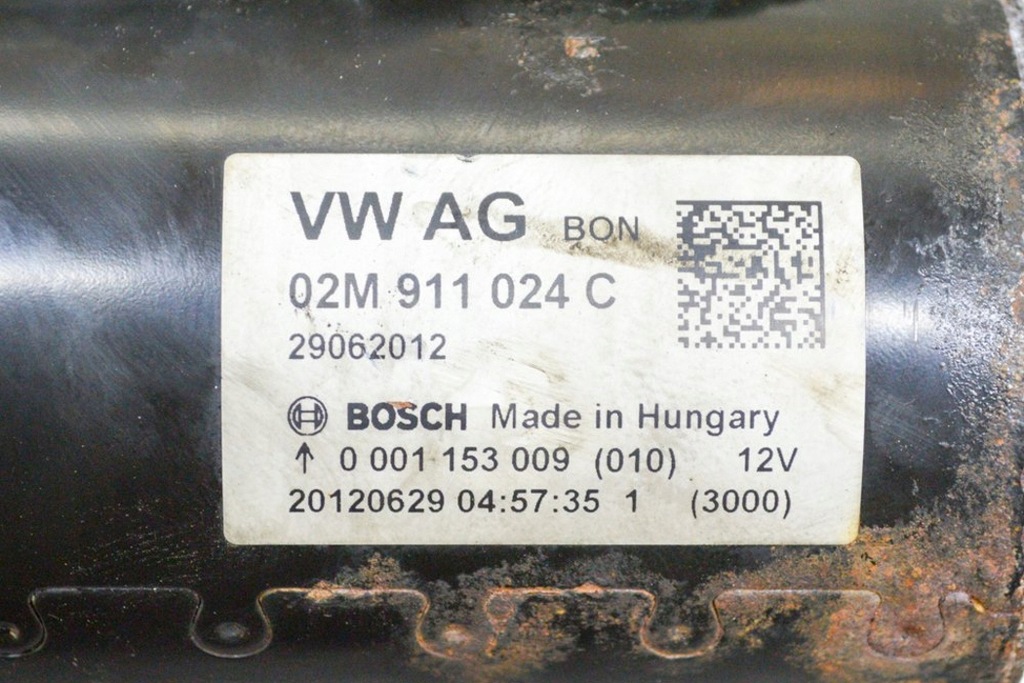 VW AG BON
02M 911 024 C
29062012
BOSCH Made in Hungary
↑ 0 001 153 009 (010) 12V
20120629 04:57:35 1 (3000)